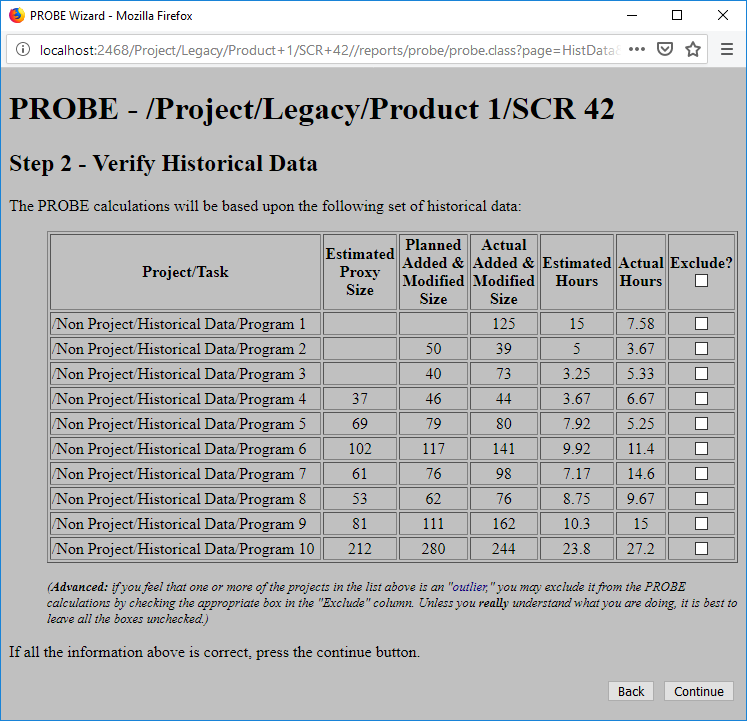 PROBE Wizard - Mozilla Firefox
localhost:2468/Project/Legacy/Product+1/SCR+42//reports/probe/probe.class?page=HistData
PROBE - /Project/Legacy/Product 1/SCR 42
Step 2 - Verify Historical Data
The PROBE calculations will be based upon the following set of historical data:
Project/Task Estimated Proxy Size Planned Added & Modified Size Actual Added & Modified Size Estimated Hours Actual Hours Exclude?
/Non Project/Historical Data/Program 1 125 15 7.58
/Non Project/Historical Data/Program 2 50 39 5 3.67
/Non Project/Historical Data/Program 3 40 73 3.25 5.33
/Non Project/Historical Data/Program 4 37 46 44 3.67 6.67
/Non Project/Historical Data/Program 5 69 79 80 7.92 5.25
/Non Project/Historical Data/Program 6 102 117 141 9.92 11.4
/Non Project/Historical Data/Program 7 61 76 98 7.17 14.6
/Non Project/Historical Data/Program 8 53 62 76 8.75 9.67
/Non Project/Historical Data/Program 9 81 111 162 10.3 15
/Non Project/Historical Data/Program 10 212 280 244 23.8 27.2
(Advanced: if you feel that one or more of the projects in the list above is an "outlier," you may exclude it from the PROBE
calculations by checking the appropriate box in the "Exclude" column. Unless you really understand what you are doing, it is best to
leave all the boxes unchecked.)
If all the information above is correct, press the continue button.
Back Continue